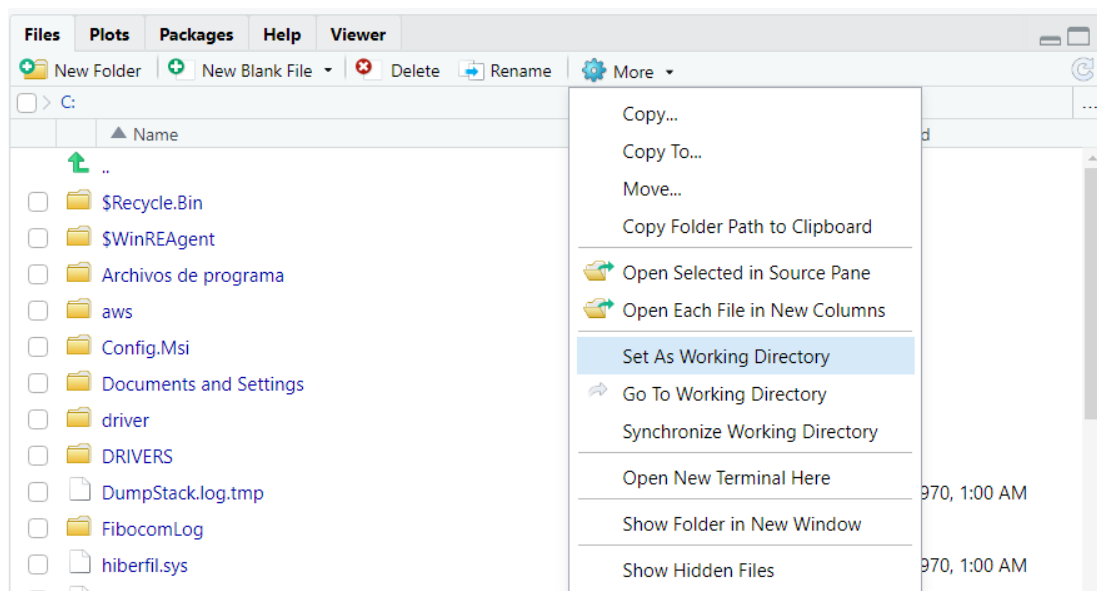 Files Plots Packages Help Viewer
New Folder New Blank File Delete Rename More
C: ...
Name d
..
$Recycle.Bin
$WinREAgent
Archivos de programa
aws
Config.Msi
Documents and Settings
driver
DRIVERS
DumpStack.log.tmp 970, 1:00 AM
FibocomLog
hiberfil.sys 970, 1:00 AM
Copy...
Copy To...
Move...
Copy Folder Path to Clipboard
Open Selected in Source Pane
Open Each File in New Columns
Set As Working Directory
Go To Working Directory
Synchronize Working Directory
Open New Terminal Here
Show Folder in New Window
Show Hidden Files